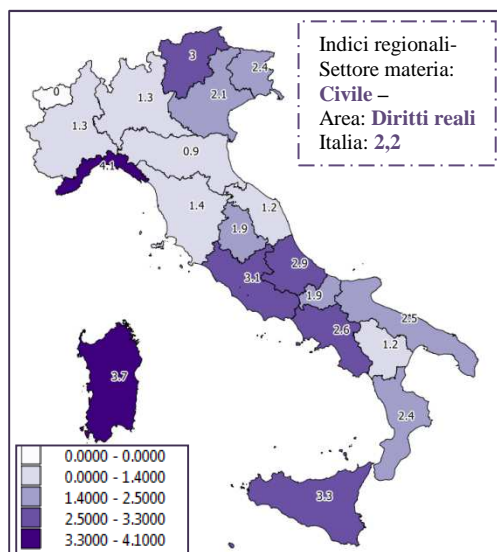 Indici regionali-
Settore materia:
Civile –
Area: Diritti reali
Italia: 2,2
3
2.4
2.1
0
1.3
1.3
0.9
4.1
1.4
1.2
1.9
2.9
3.1
1.9
2.5
2.6
1.2
3.7
2.4
3.3
0.0000 - 0.0000
0.0000 - 1.4000
1.4000 - 2.5000
2.5000 - 3.3000
3.3000 - 4.1000